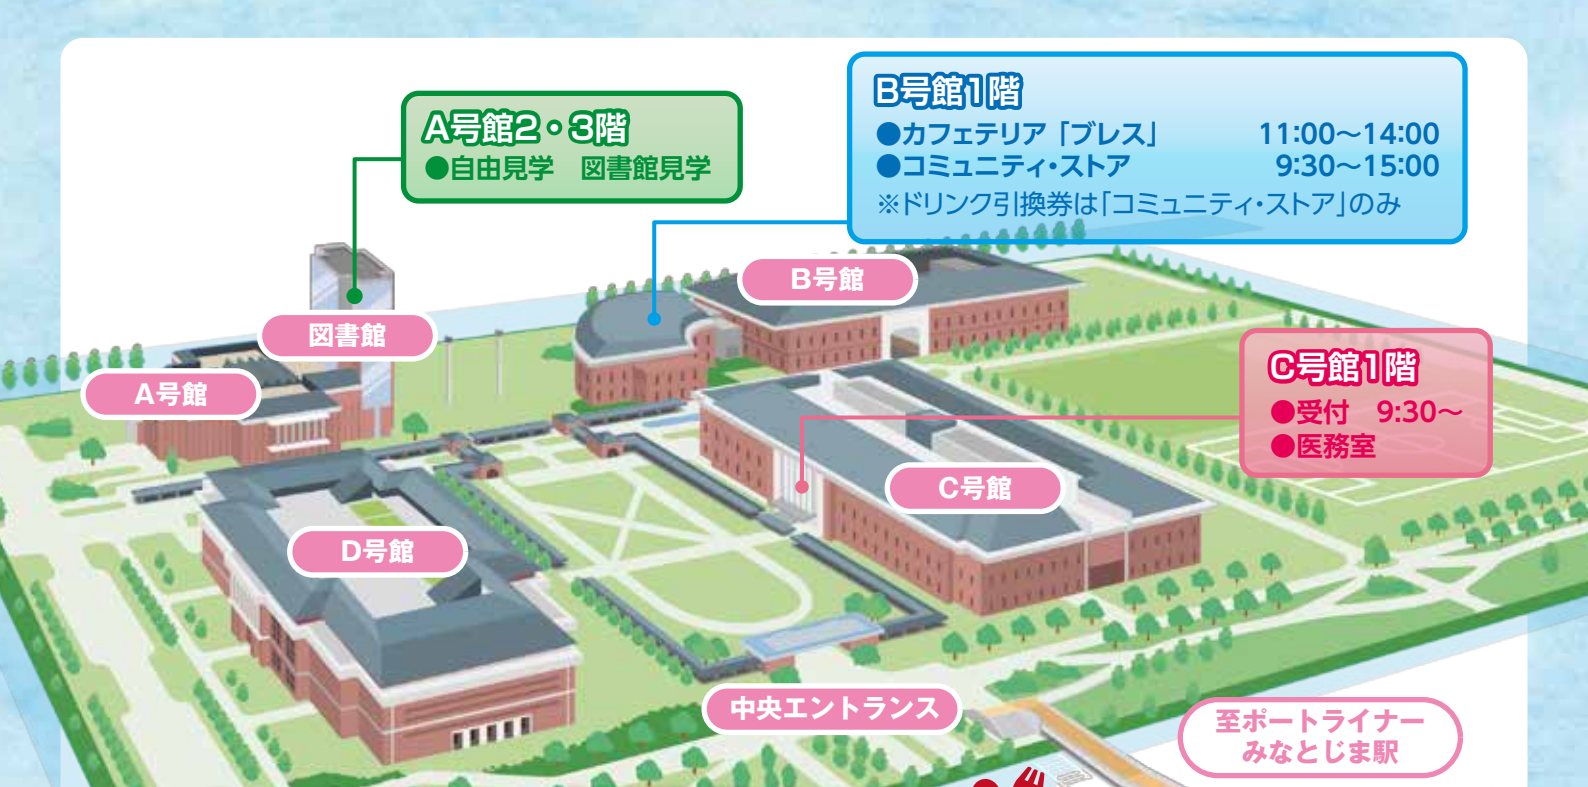 A号館2・3階
●自由見学　図書館見学
B号館1階
●カフェテリア「ブレス」　11:00～14:00
●コミュニティ・ストア　9:30～15:00
※ドリンク引換券は「コミュニティ・ストア」のみ
B号館
図書館
A号館
C号館1階
●受付　9:30～
●医務室
C号館
D号館
中央エントランス
至ポートライナー
みなとじま駅